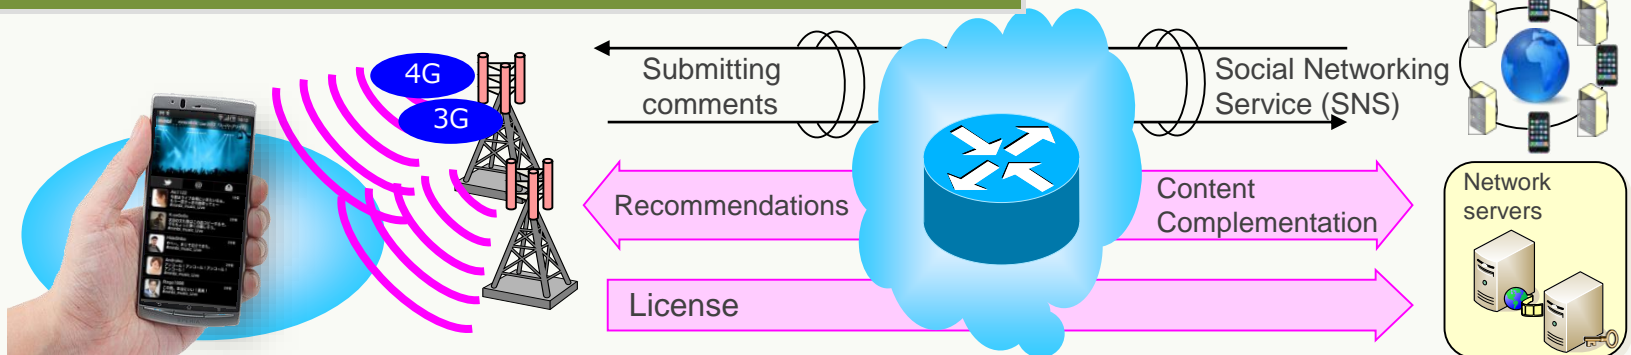 4G
3G
Submitting
comments
Social Networking
Service (SNS)
Recommendations
Content
Complementation
License
Network
servers